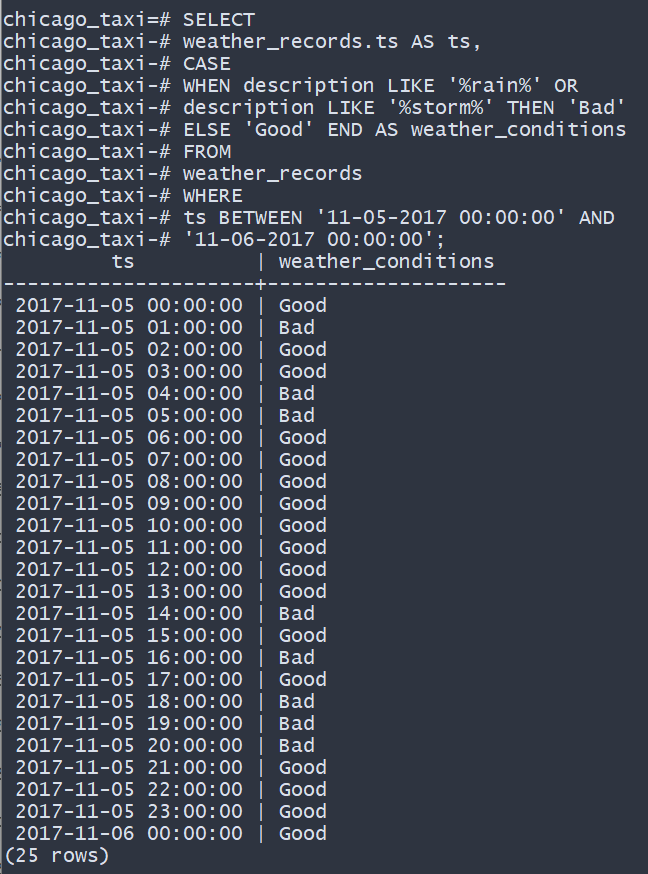 chicago_taxi=# SELECT
chicago_taxi-# weather_records.ts AS ts,
chicago_taxi-# CASE
chicago_taxi-# WHEN description LIKE '%rain%' OR
chicago_taxi-# description LIKE '%storm%' THEN 'Bad'
chicago_taxi-# ELSE 'Good' END AS weather_conditions
chicago_taxi-# FROM
chicago_taxi-# weather_records
chicago_taxi-# WHERE
chicago_taxi-# ts BETWEEN '11-05-2017 00:00:00' AND
chicago_taxi-# '11-06-2017 00:00:00';
         ts          | weather_conditions
---------------------+--------------------
 2017-11-05 00:00:00 | Good
 2017-11-05 01:00:00 | Bad
 2017-11-05 02:00:00 | Good
 2017-11-05 03:00:00 | Good
 2017-11-05 04:00:00 | Bad
 2017-11-05 05:00:00 | Bad
 2017-11-05 06:00:00 | Good
 2017-11-05 07:00:00 | Good
 2017-11-05 08:00:00 | Good
 2017-11-05 09:00:00 | Good
 2017-11-05 10:00:00 | Good
 2017-11-05 11:00:00 | Good
 2017-11-05 12:00:00 | Good
 2017-11-05 13:00:00 | Good
 2017-11-05 14:00:00 | Bad
 2017-11-05 15:00:00 | Good
 2017-11-05 16:00:00 | Bad
 2017-11-05 17:00:00 | Good
 2017-11-05 18:00:00 | Bad
 2017-11-05 19:00:00 | Bad
 2017-11-05 20:00:00 | Bad
 2017-11-05 21:00:00 | Good
 2017-11-05 22:00:00 | Good
 2017-11-05 23:00:00 | Good
 2017-11-06 00:00:00 | Good
(25 rows)